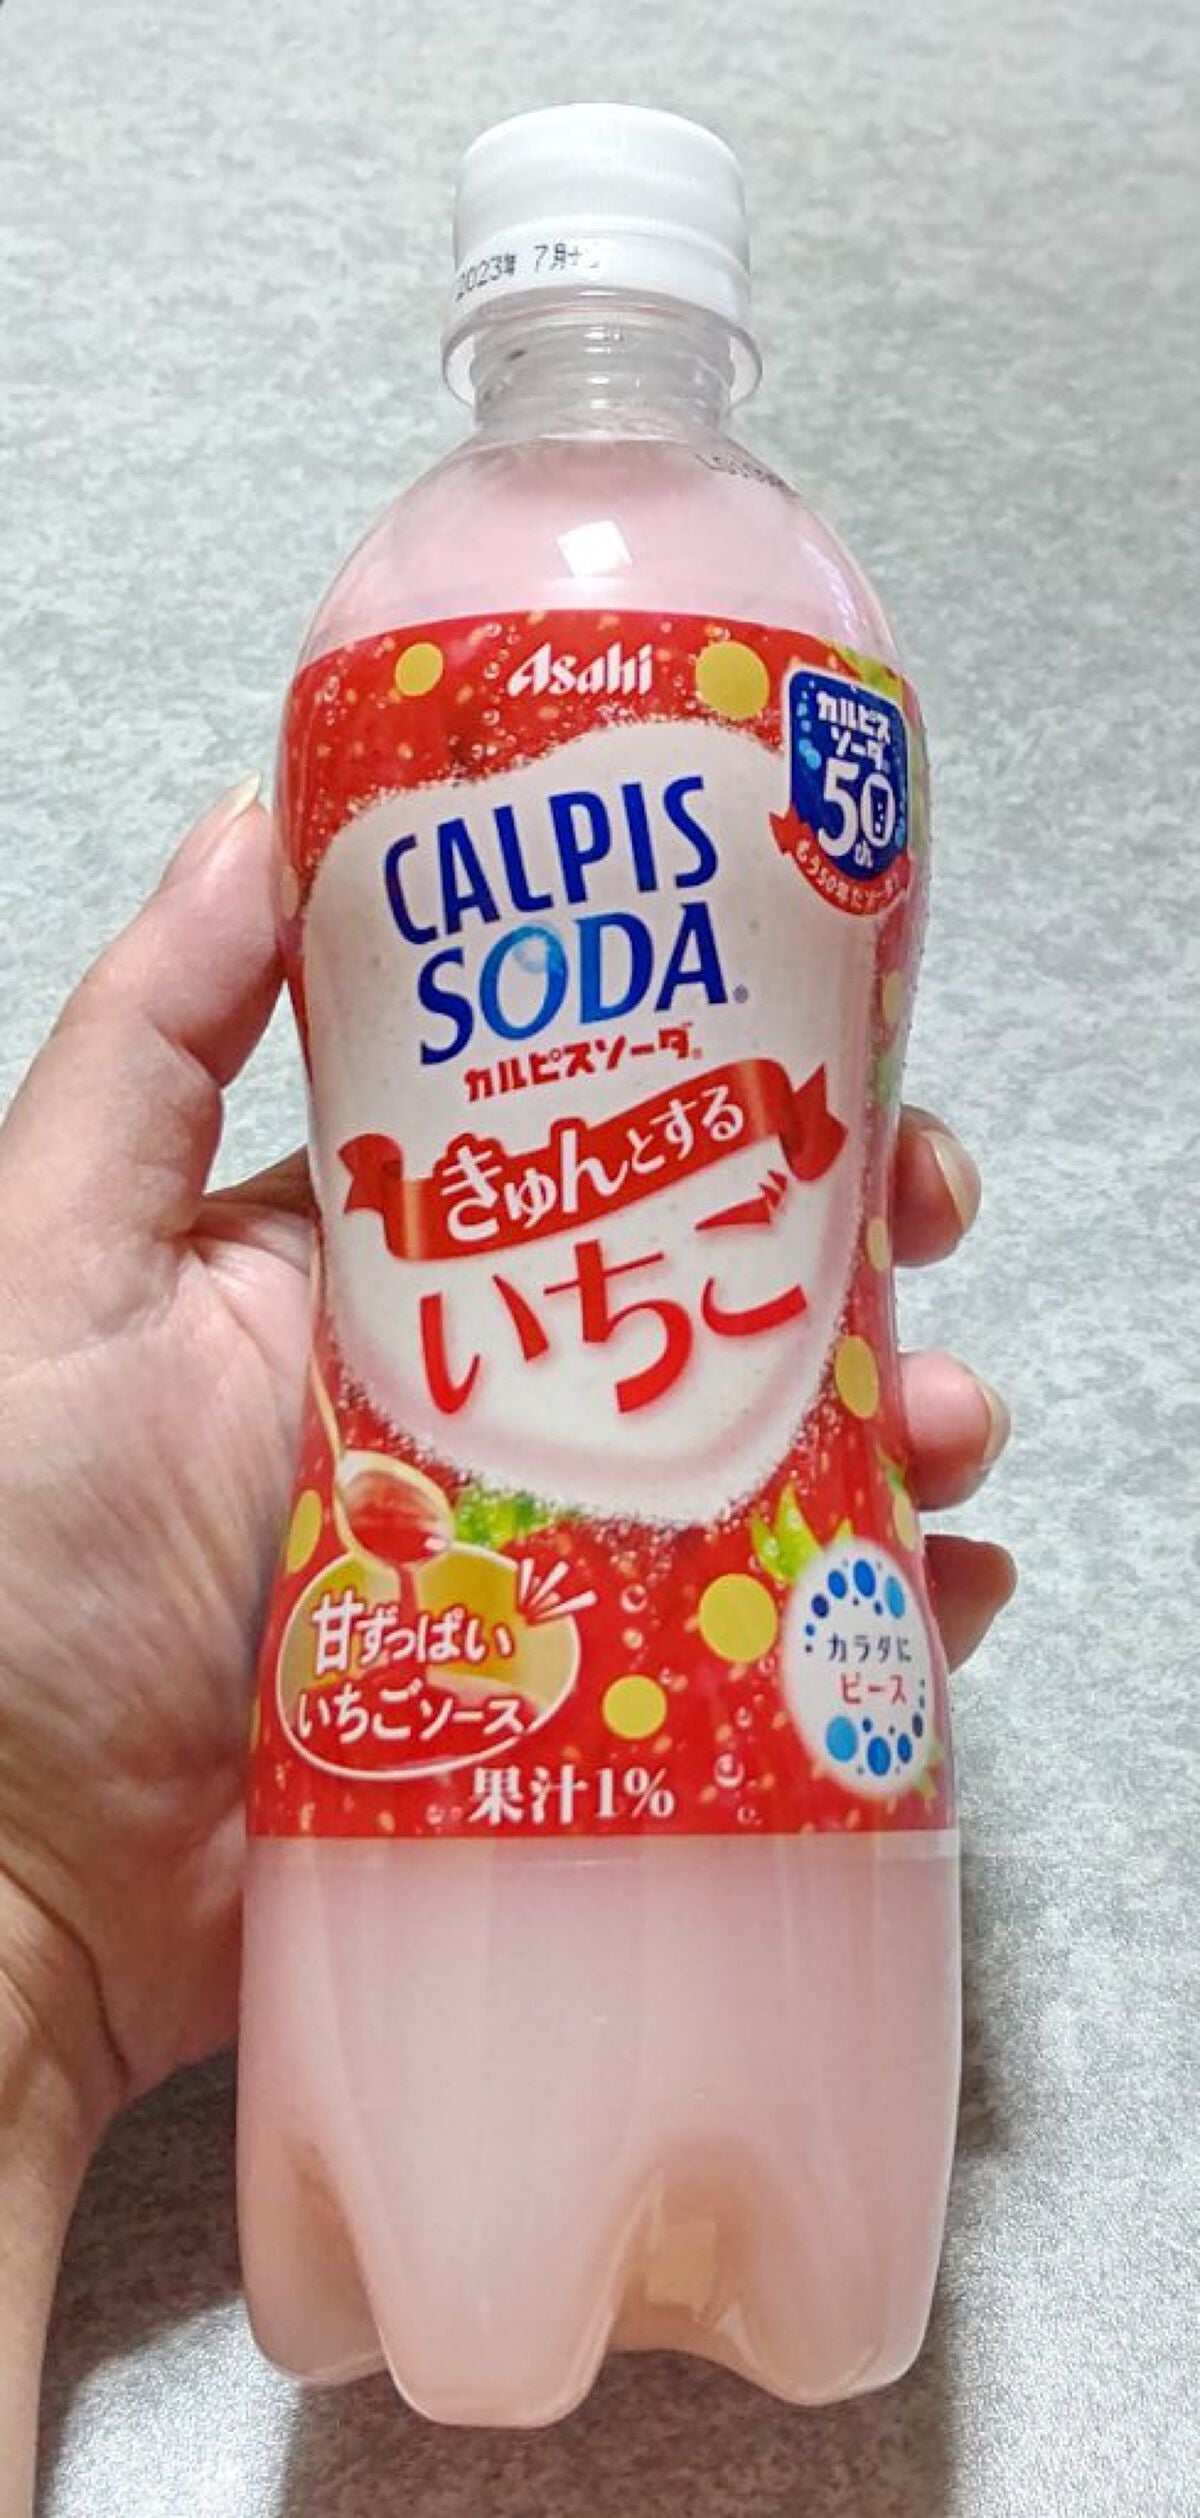 2023年 7月
Asahi
カルピス
ソーダ
50
th
CALPIS
SODA®
カルピスソーダ®
きゅんとする
いちご
甘ずっぱい
いちごソース
カラダに
ピース
果汁1%